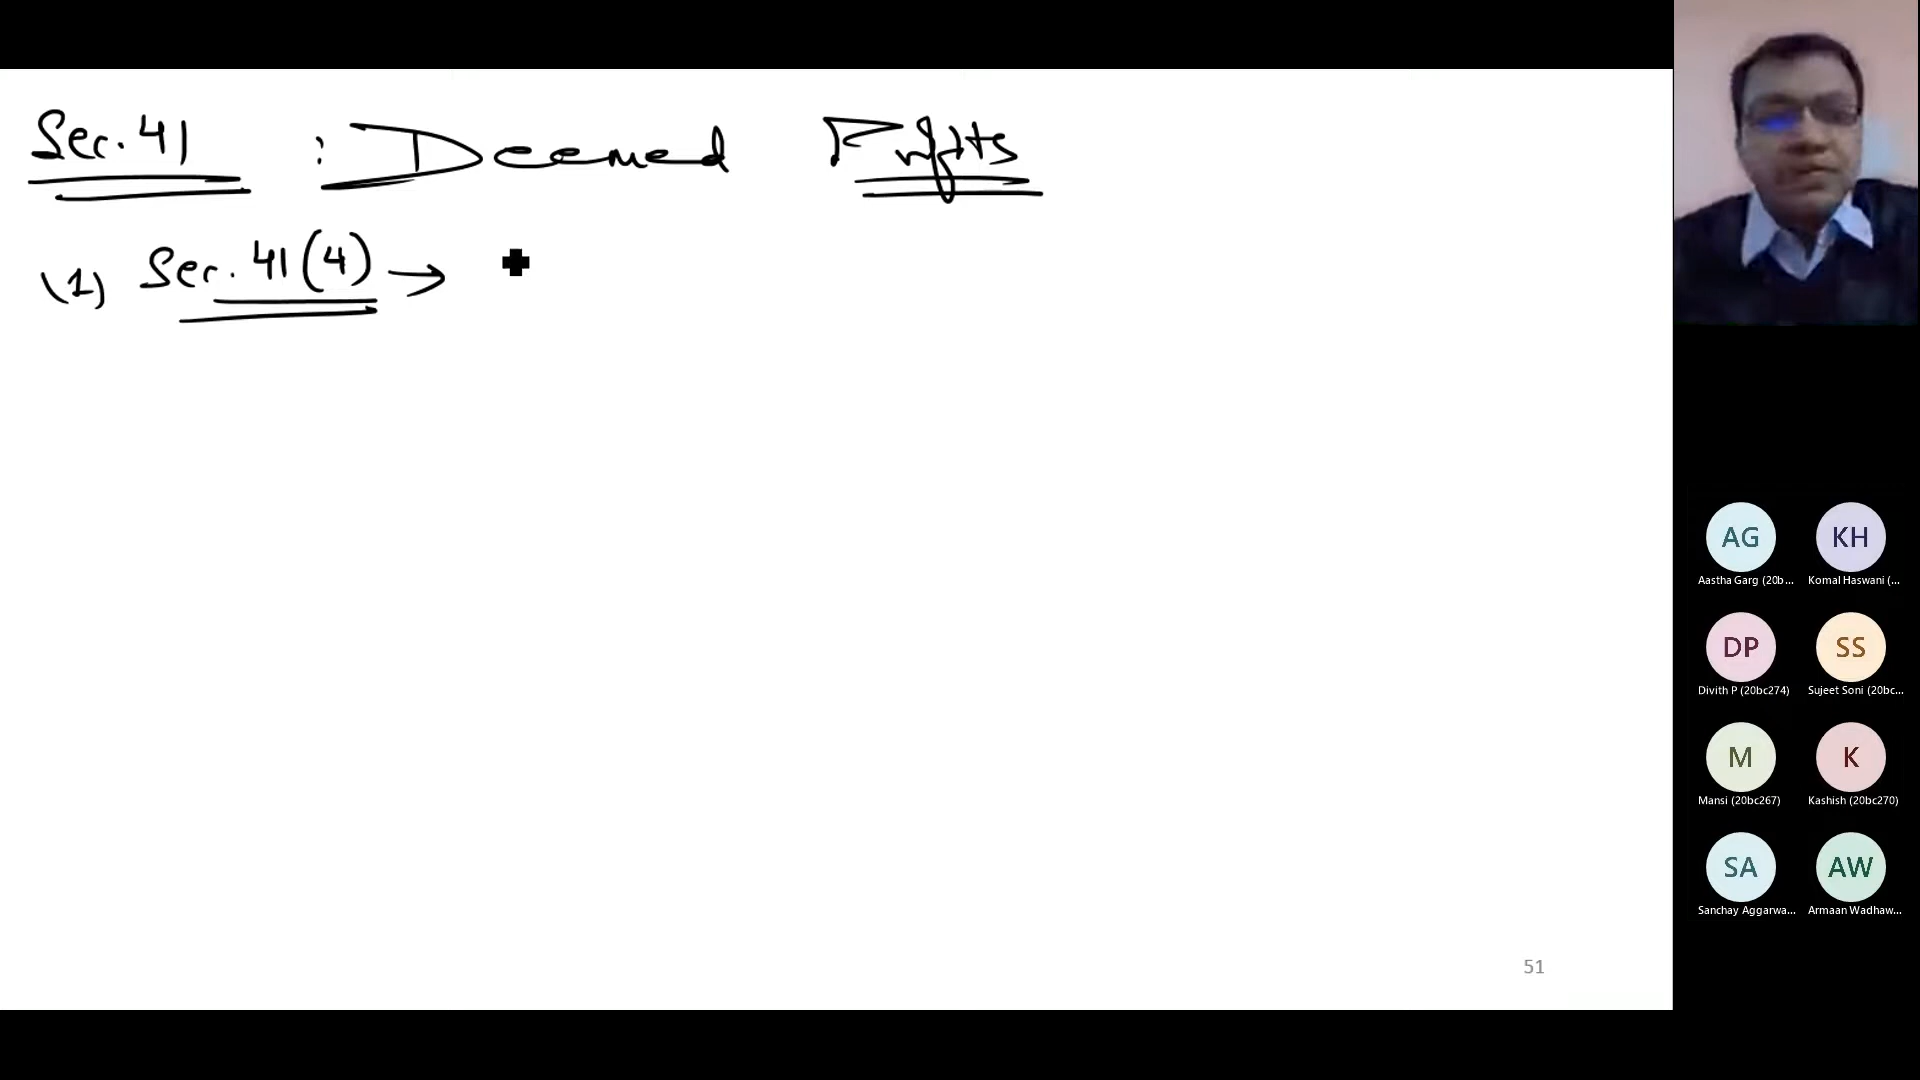 Sec. 41 : Deemed Profits
(1) Sec. 41(4) →
51
AG KH
Aastha Garg (20b... Komal Haswani (...
DP SS
Divith P (20bc274) Sujeet Soni (20bc...
M K
Mansi (20bc267) Kashish (20bc270)
SA AW
Sanchay Aggarwa... Armaan Wadhaw...